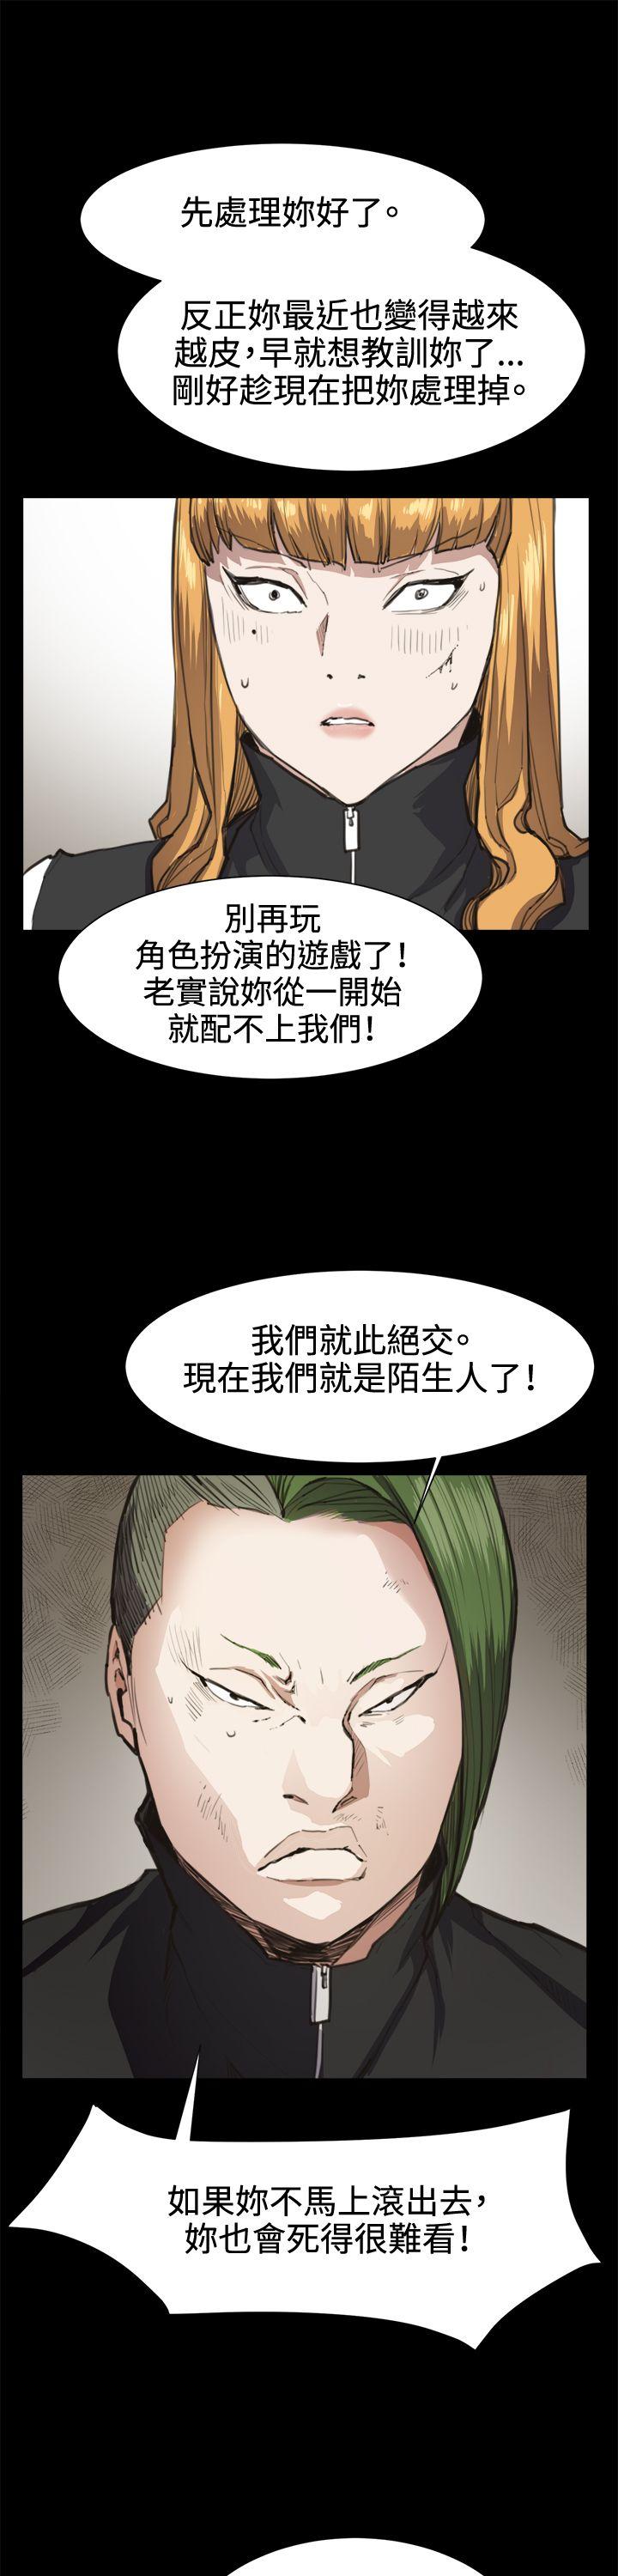 先處理妳好了。
反正妳最近也變得越來
越皮，早就想教訓妳了...
剛好趁現在把妳處理掉。
別再玩
角色扮演的遊戲了！
老實說妳從一開始
就配不上我們！
我們就此絕交。
現在我們就是陌生人了！
如果妳不馬上滾出去，
妳也會死得很難看！